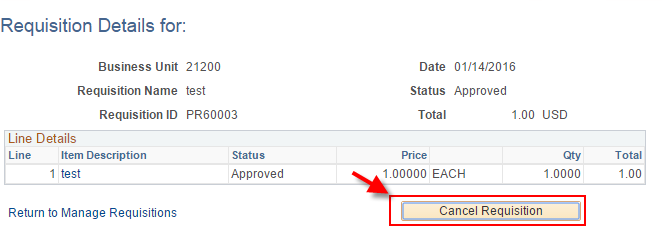 Requisition Details for:
Business Unit 21200 Date 01/14/2016
Requisition Name test Status Approved
Requisition ID PR60003 Total 1.00 USD
Line Details
Line Item Description Status Price Qty Total
1 test Approved 1.00000 EACH 1.0000 1.00
Return to Manage Requisitions Cancel Requisition